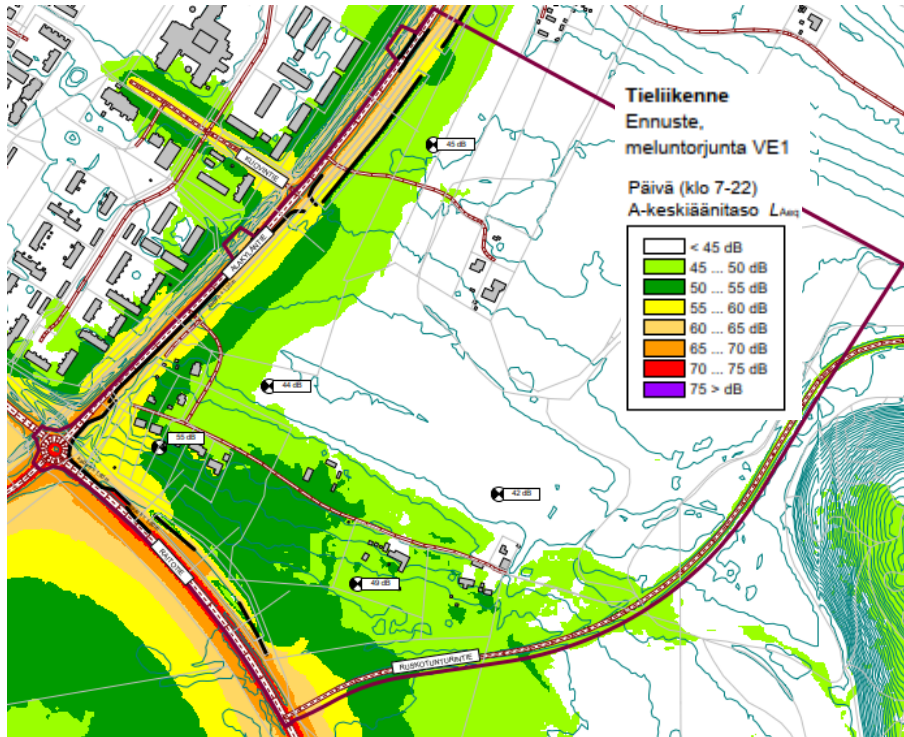 Tieliikenne
Ennuste,
meluntorjunta VE1
Päivä (klo 7-22)
A-keskiäänitaso LAeq
< 45 dB
45 ... 50 dB
50 ... 55 dB
55 ... 60 dB
60 ... 65 dB
65 ... 70 dB
70 ... 75 dB
75 > dB
45 dB
KUOVINTIE
ALAKYLÄNTIE
44 dB
55 dB
42 dB
49 dB
RAITOTIE
RUSKOTUNTURINTIE